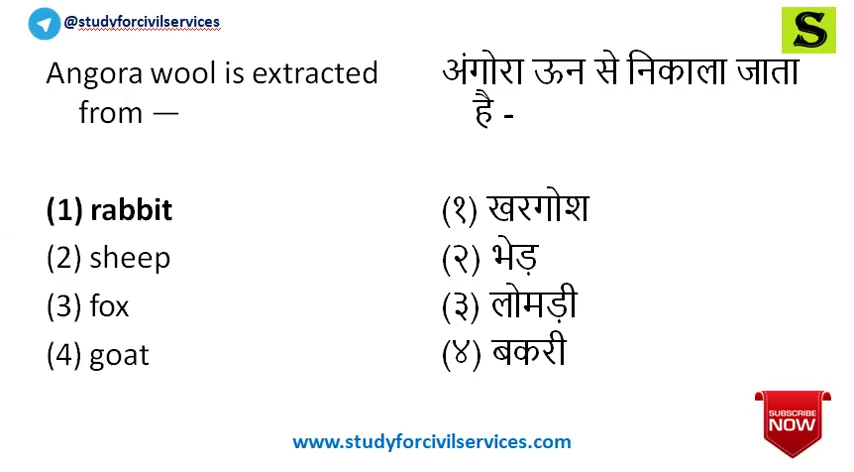 @studyforcivilservices
S
Angora wool is extracted
from —
(1) rabbit
(2) sheep
(3) fox
(4) goat
अंगोरा ऊन से निकाला जाता
है -
(१) खरगोश
(२) भेड़
(३) लोमड़ी
(४) बकरी
SUBSCRIBE
NOW
www.studyforcivilservices.com